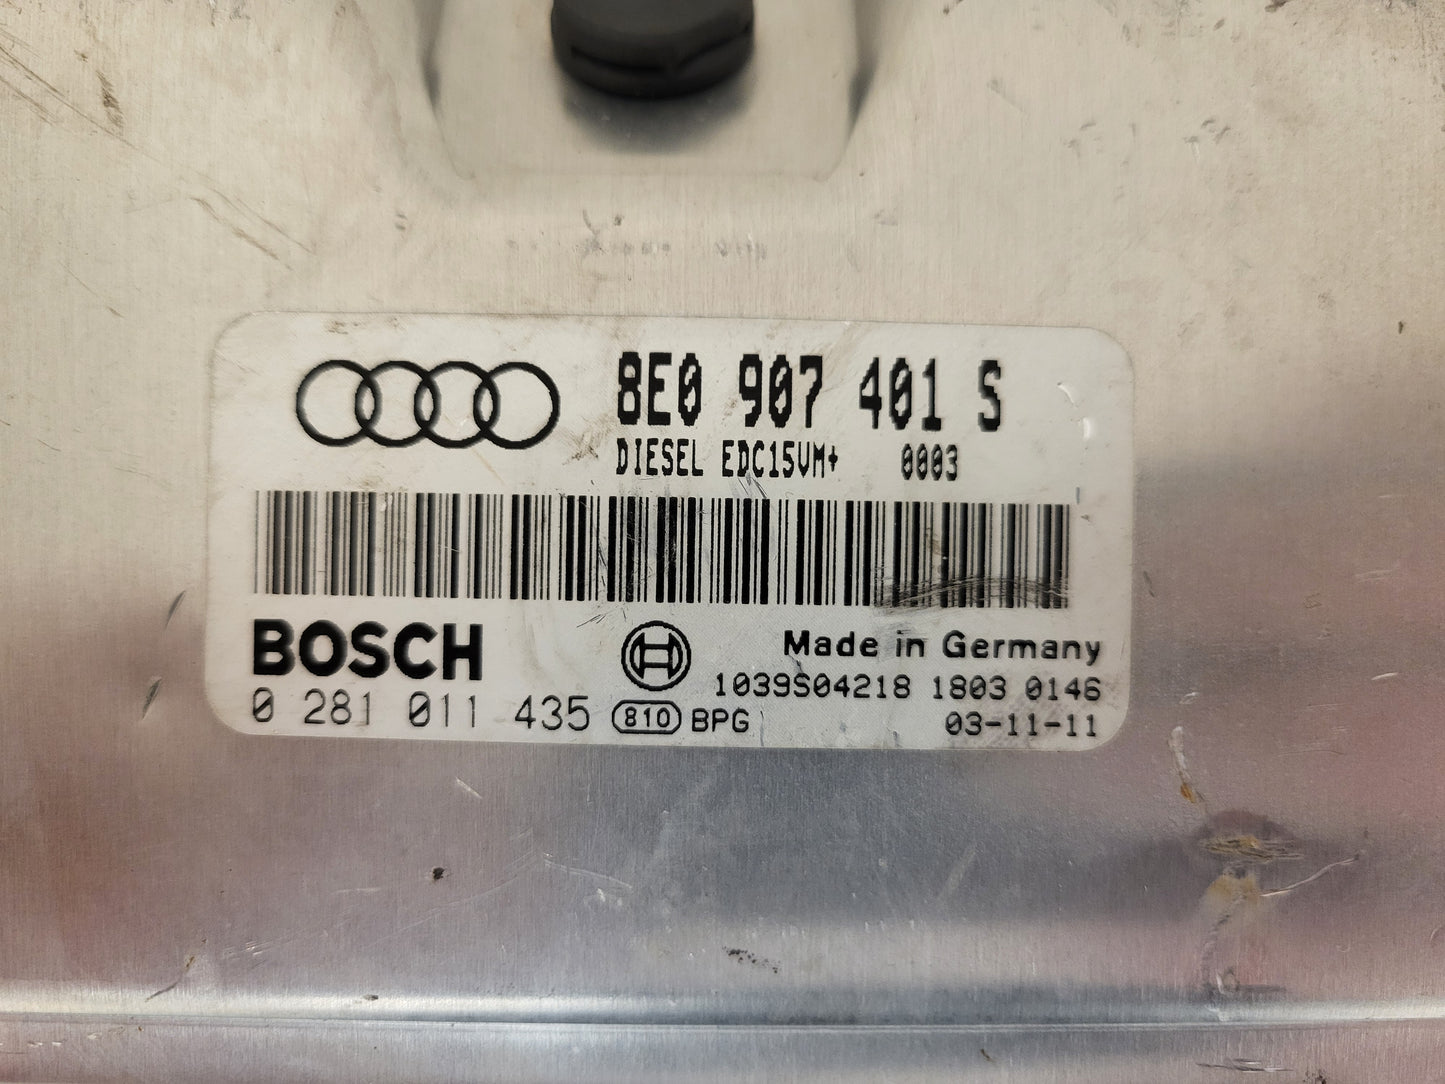 8E0 907 401 S
DIESEL EDC15VM+ 0003
BOSCH
Made in Germany
1039S04218 1803 0146
0 281 011 435 810 BPG 03-11-11